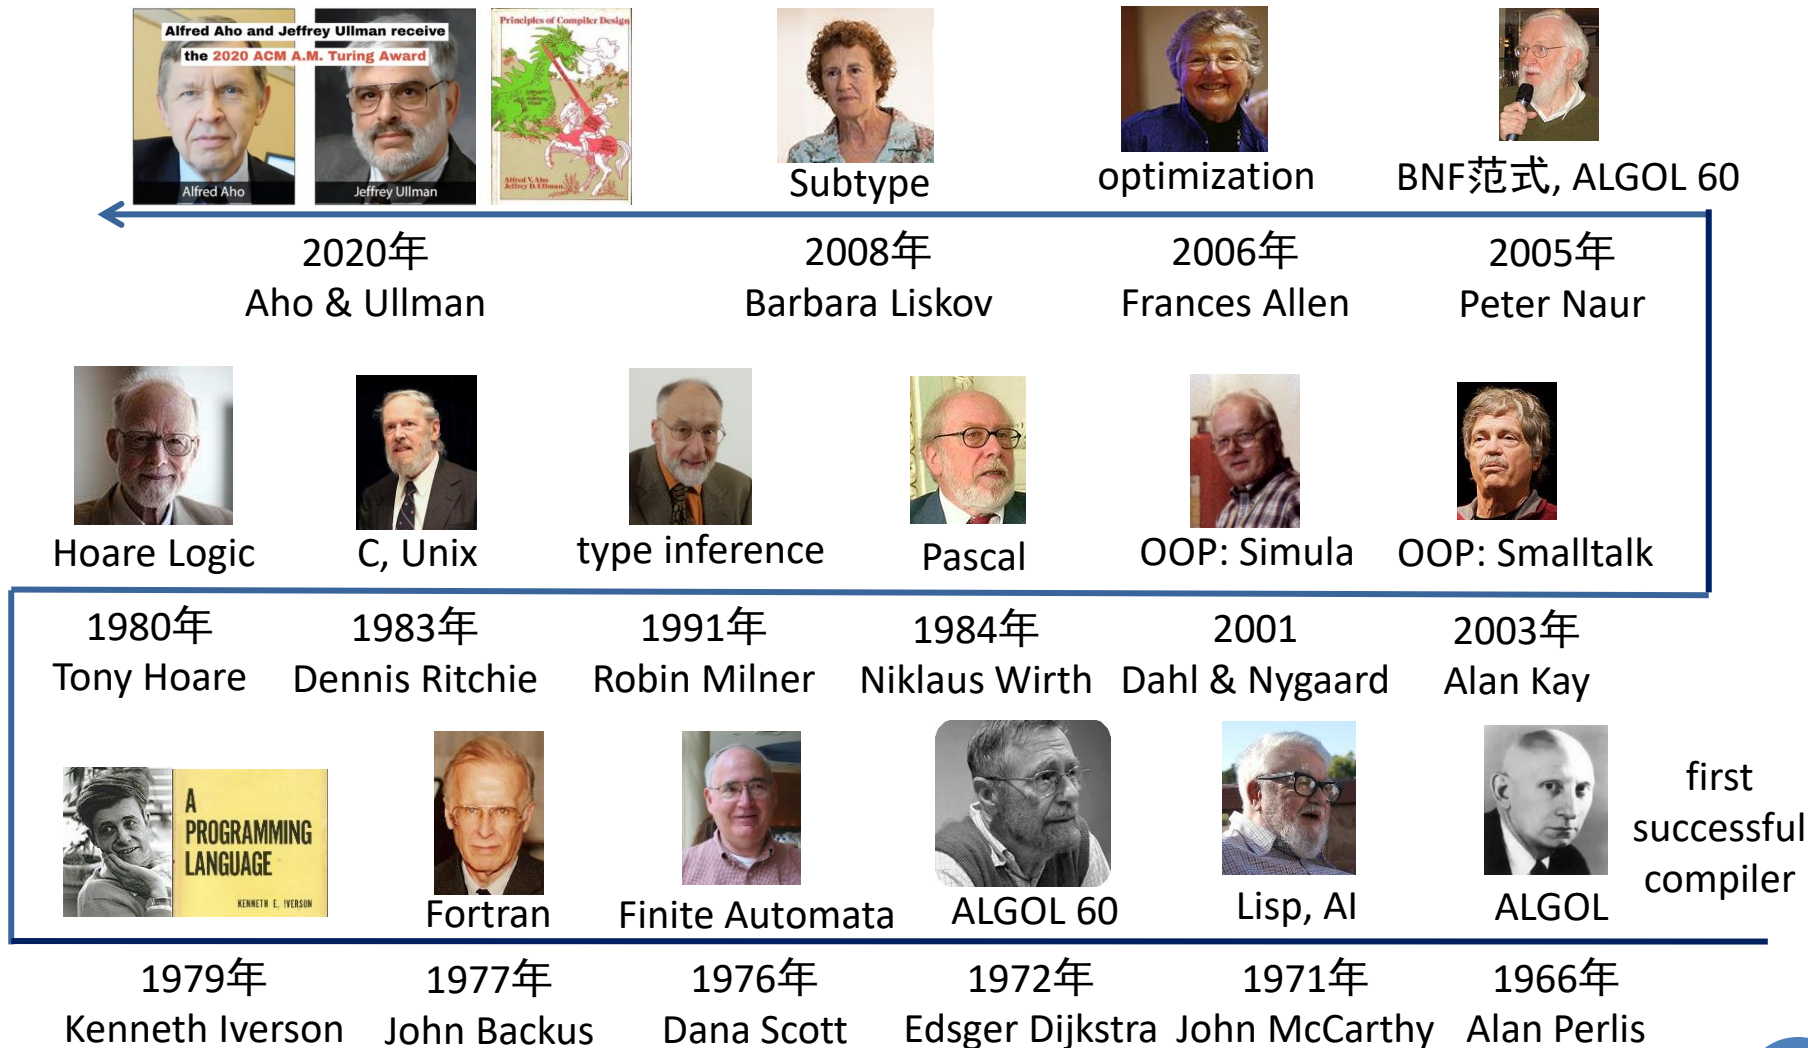 Alfred Aho and Jeffrey Ullman receive
the 2020 ACM A.M. Turing Award
Alfred Aho
Jeffrey Ullman
Principles of Compiler Design
Alfred V. Aho
Jeffrey D. Ullman
Subtype
optimization
BNF范式, ALGOL 60
2020年
Aho & Ullman
2008年
Barbara Liskov
2006年
Frances Allen
2005年
Peter Naur
Hoare Logic
C, Unix
type inference
Pascal
OOP: Simula
OOP: Smalltalk
1980年
Tony Hoare
1983年
Dennis Ritchie
1991年
Robin Milner
1984年
Niklaus Wirth
2001
Dahl & Nygaard
2003年
Alan Kay
A
PROGRAMMING
LANGUAGE
KENNETH E. IVERSON
Fortran
Finite Automata
ALGOL 60
Lisp, AI
ALGOL
first
successful
compiler
1979年
Kenneth Iverson
1977年
John Backus
1976年
Dana Scott
1972年
Edsger Dijkstra
1971年
John McCarthy
1966年
Alan Perlis